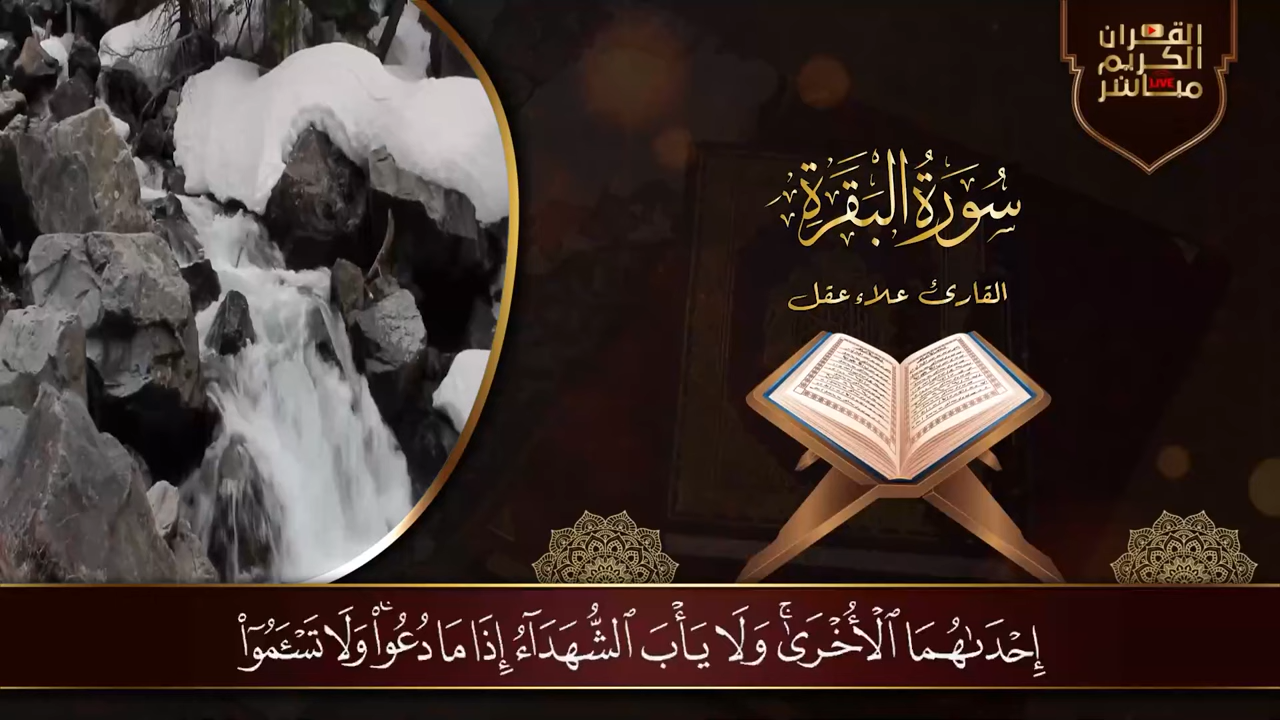 القرآن
الكريم
مباشر
LIVE
سُورَةُ البَقَرَةِ
القارئ علاء عقل
إِحْدَىٰهُمَا ٱلْأُخْرَىٰۚ وَلَا يَأْبَ ٱلشُّهَدَآءُ إِذَا مَا دُعُوا۟ۚ وَلَا تَسْـَٔمُوٓا۟